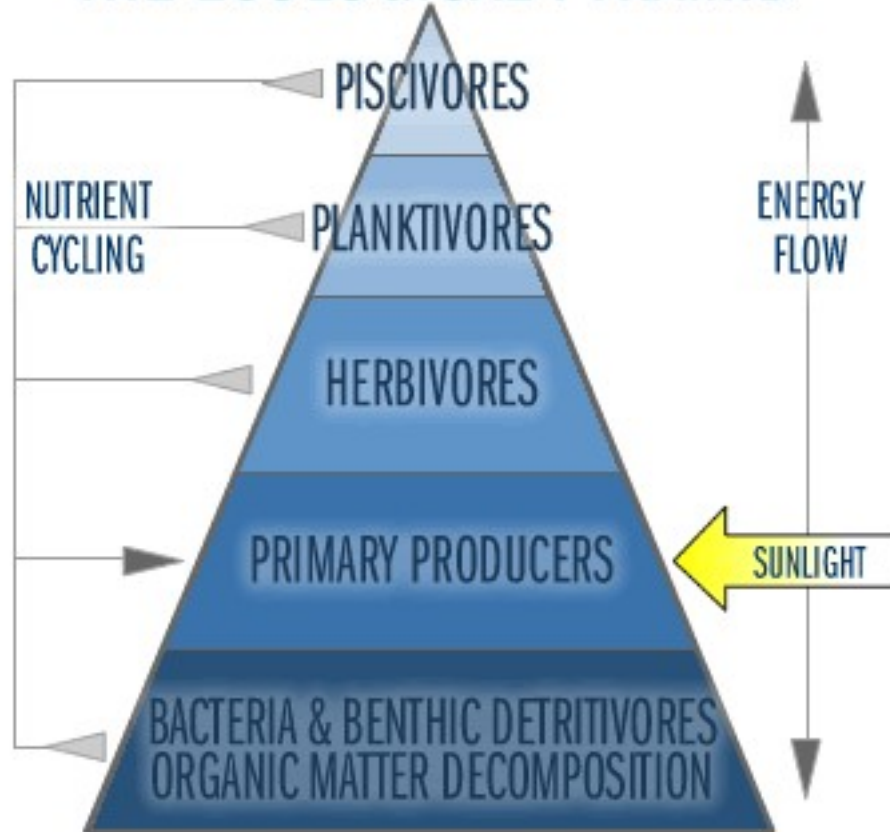 PISCIVORES
NUTRIENT
CYCLING
PLANKTIVORES
ENERGY
FLOW
HERBIVORES
PRIMARY PRODUCERS
SUNLIGHT
BACTERIA & BENTHIC DETRITIVORES
ORGANIC MATTER DECOMPOSITION